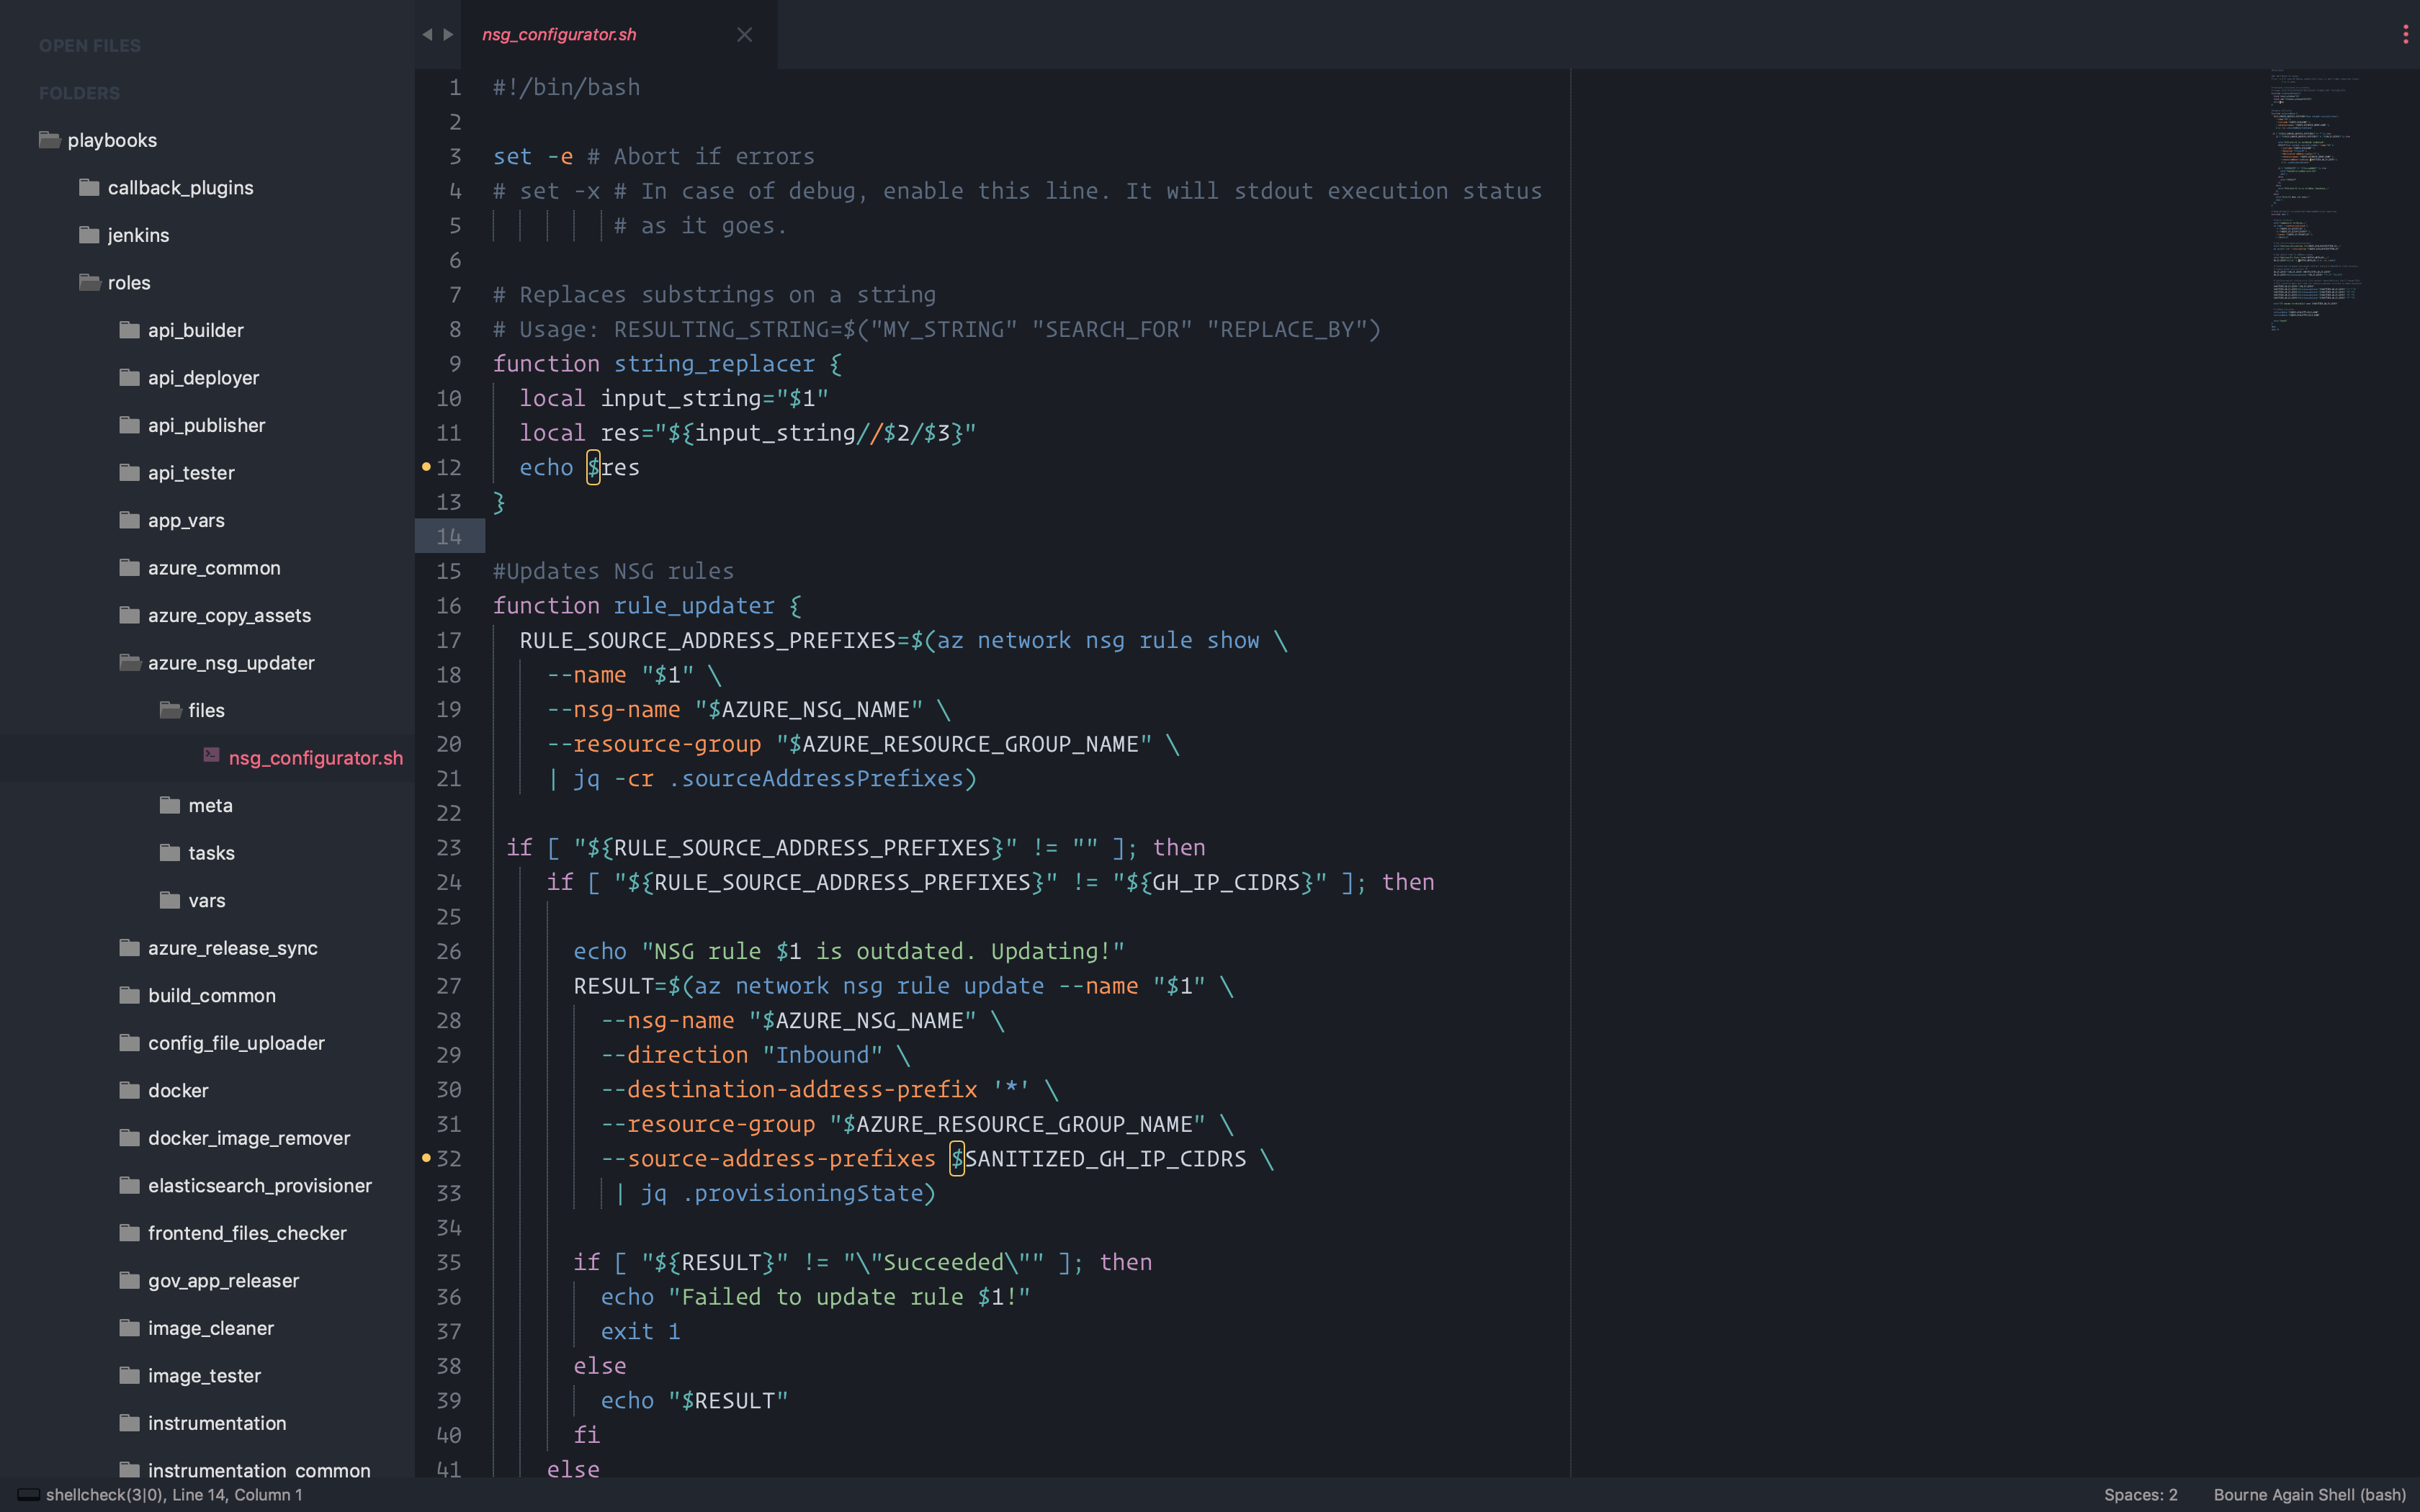 OPEN FILES
FOLDERS
playbooks
callback_plugins
jenkins
roles
api_builder
api_deployer
api_publisher
api_tester
app_vars
azure_common
azure_copy_assets
azure_nsg_updater
files
nsg_configurator.sh
meta
tasks
vars
azure_release_sync
build_common
config_file_uploader
docker
docker_image_remover
elasticsearch_provisioner
frontend_files_checker
gov_app_releaser
image_cleaner
image_tester
instrumentation
instrumentation_common
nsg_configurator.sh
1 #!/bin/bash
2
3 set -e # Abort if errors
4 # set -x # In case of debug, enable this line. It will stdout execution status
5 # as it goes.
6
7 # Replaces substrings on a string
8 # Usage: RESULTING_STRING=$("MY_STRING" "SEARCH_FOR" "REPLACE_BY")
9 function string_replacer {
10 local input_string="$1"
11 local res="${input_string//$2/$3}"
12 echo $res
13 }
14
15 #Updates NSG rules
16 function rule_updater {
17 RULE_SOURCE_ADDRESS_PREFIXES=$(az network nsg rule show \
18 --name "$1" \
19 --nsg-name "$AZURE_NSG_NAME" \
20 --resource-group "$AZURE_RESOURCE_GROUP_NAME" \
21 | jq -cr .sourceAddressPrefixes)
22
23 if [ "${RULE_SOURCE_ADDRESS_PREFIXES}" != "" ]; then
24 if [ "${RULE_SOURCE_ADDRESS_PREFIXES}" != "${GH_IP_CIDRS}" ]; then
25
26 echo "NSG rule $1 is outdated. Updating!"
27 RESULT=$(az network nsg rule update --name "$1" \
28 --nsg-name "$AZURE_NSG_NAME" \
29 --direction "Inbound" \
30 --destination-address-prefix '*' \
31 --resource-group "$AZURE_RESOURCE_GROUP_NAME" \
32 --source-address-prefixes $SANITIZED_GH_IP_CIDRS \
33 | jq .provisioningState)
34
35 if [ "${RESULT}" != "\"Succeeded\"" ]; then
36 echo "Failed to update rule $1!"
37 exit 1
38 else
39 echo "$RESULT"
40 fi
41 else
shellcheck(3|0), Line 14, Column 1
Spaces: 2
Bourne Again Shell (bash)